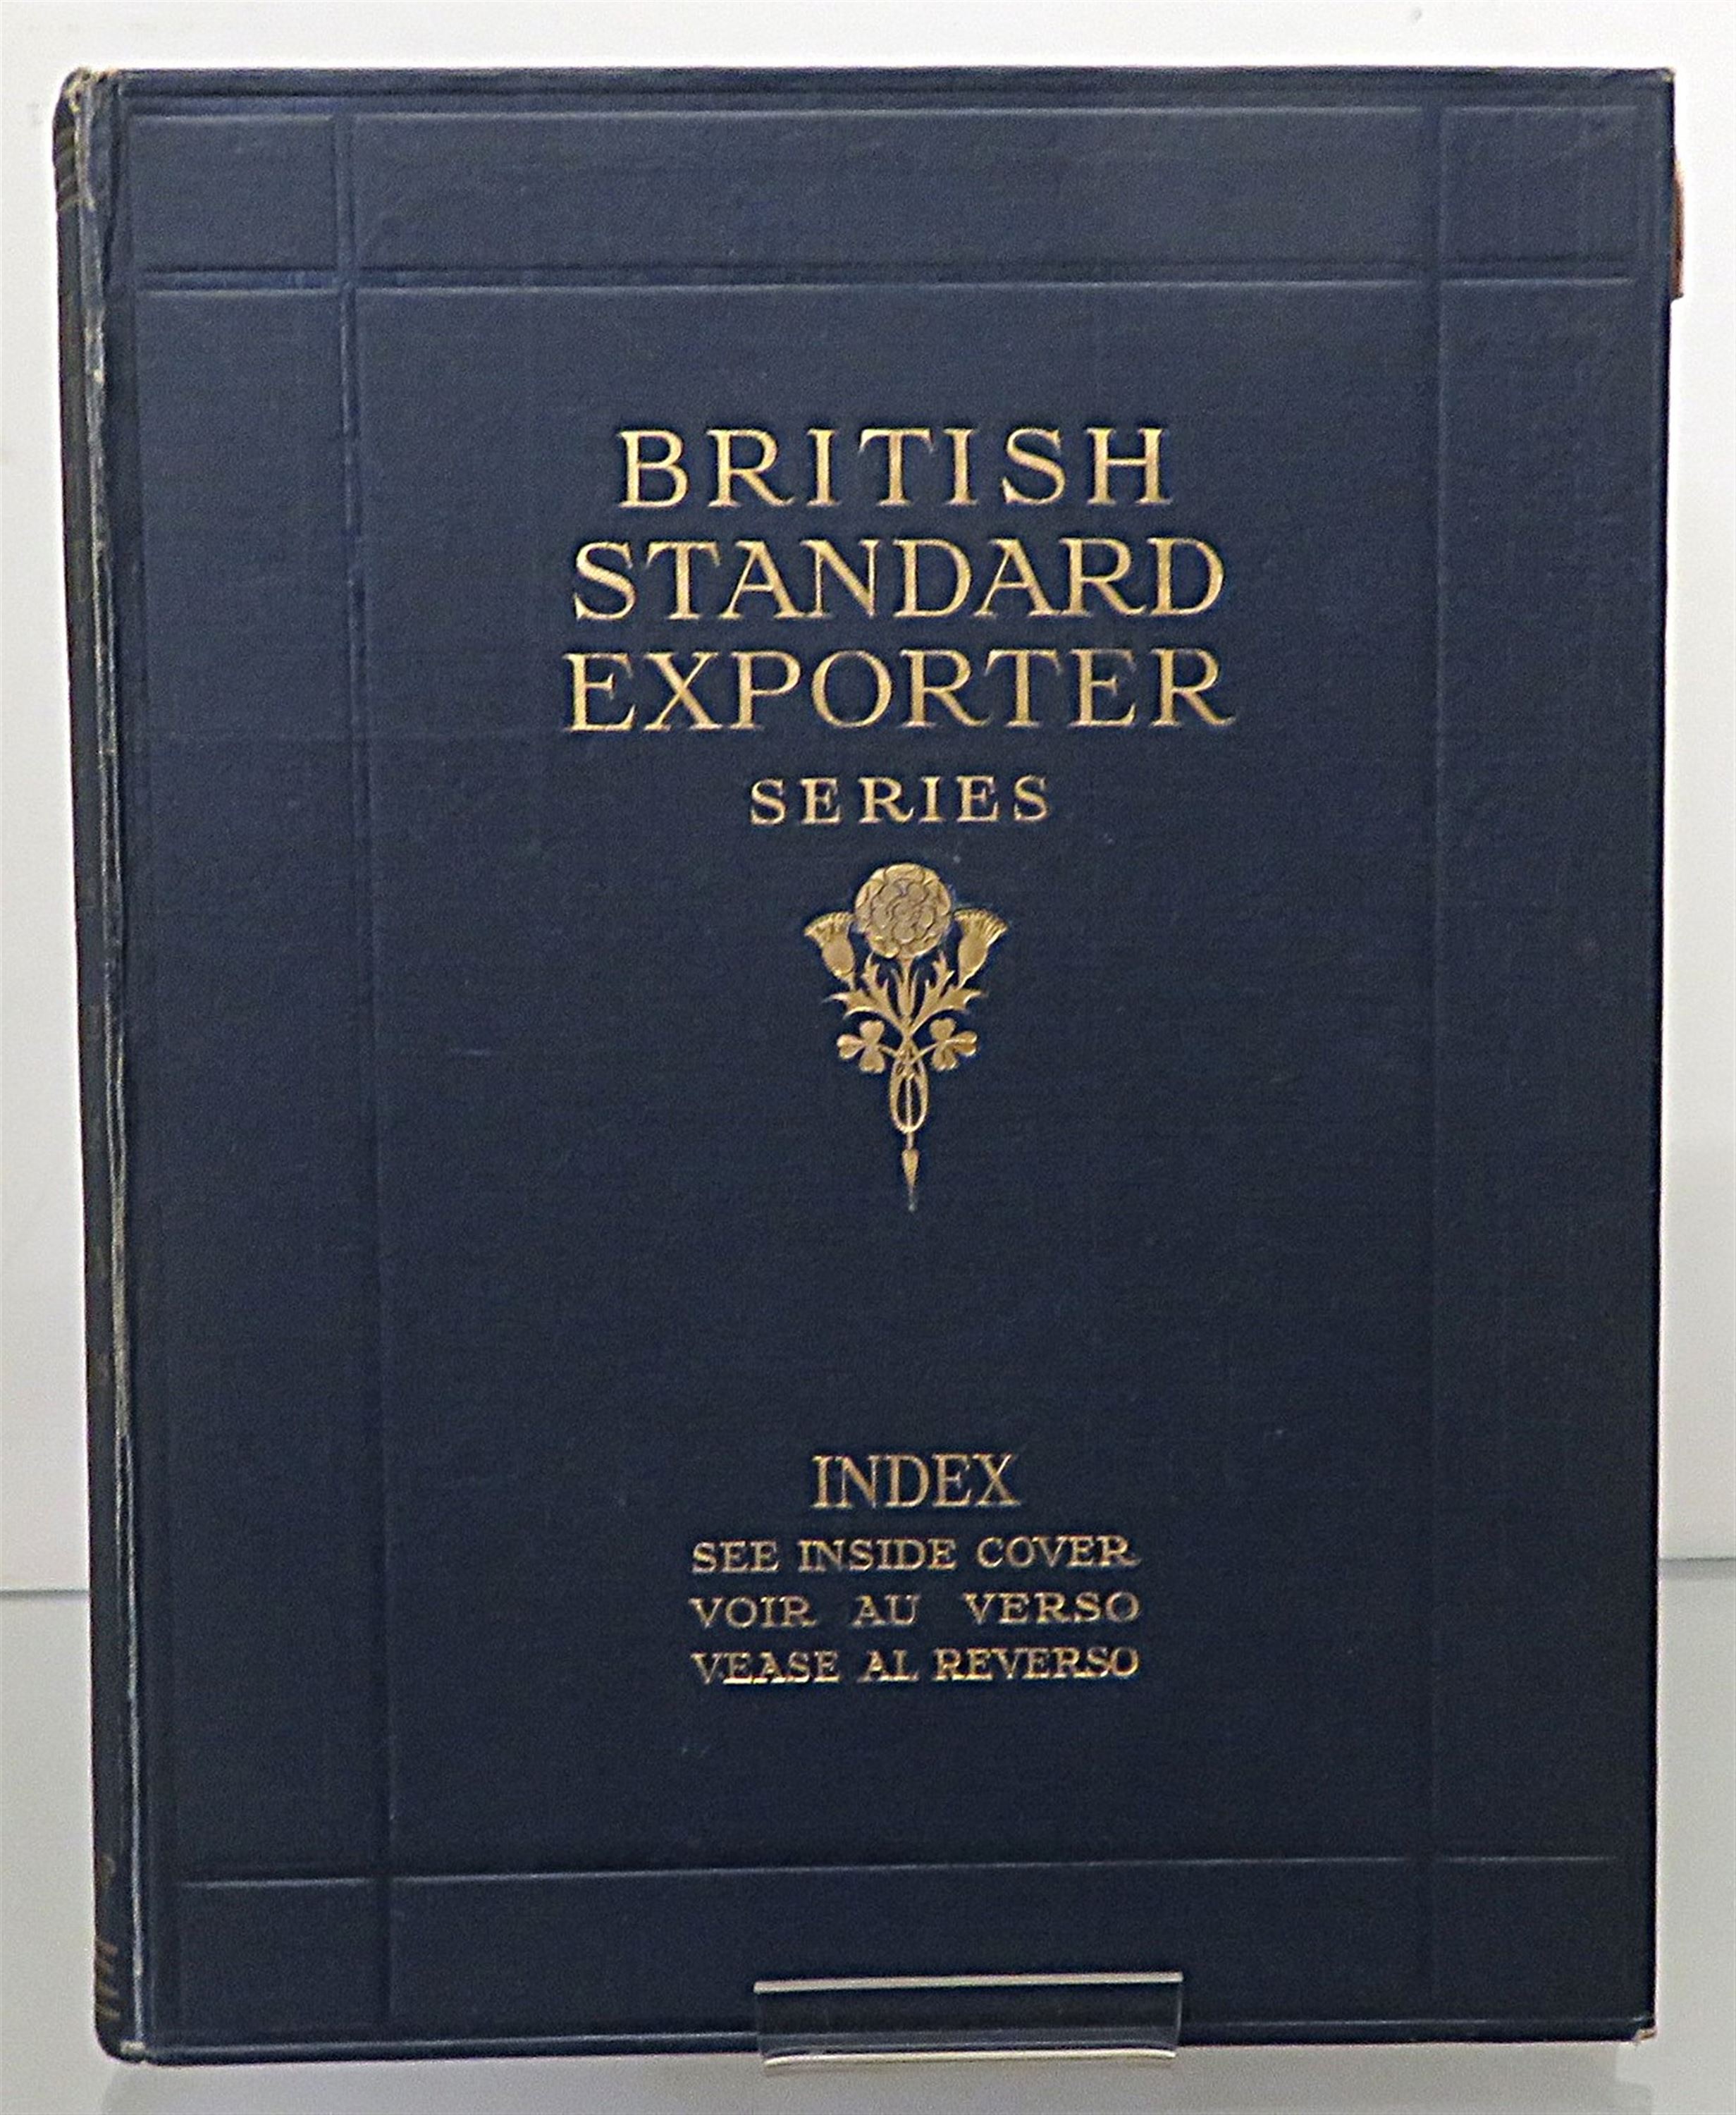 BRITISH
STANDARD
EXPORTER
SERIES
INDEX
SEE INSIDE COVER
VOIR AU VERSO
VEASE AL REVERSO